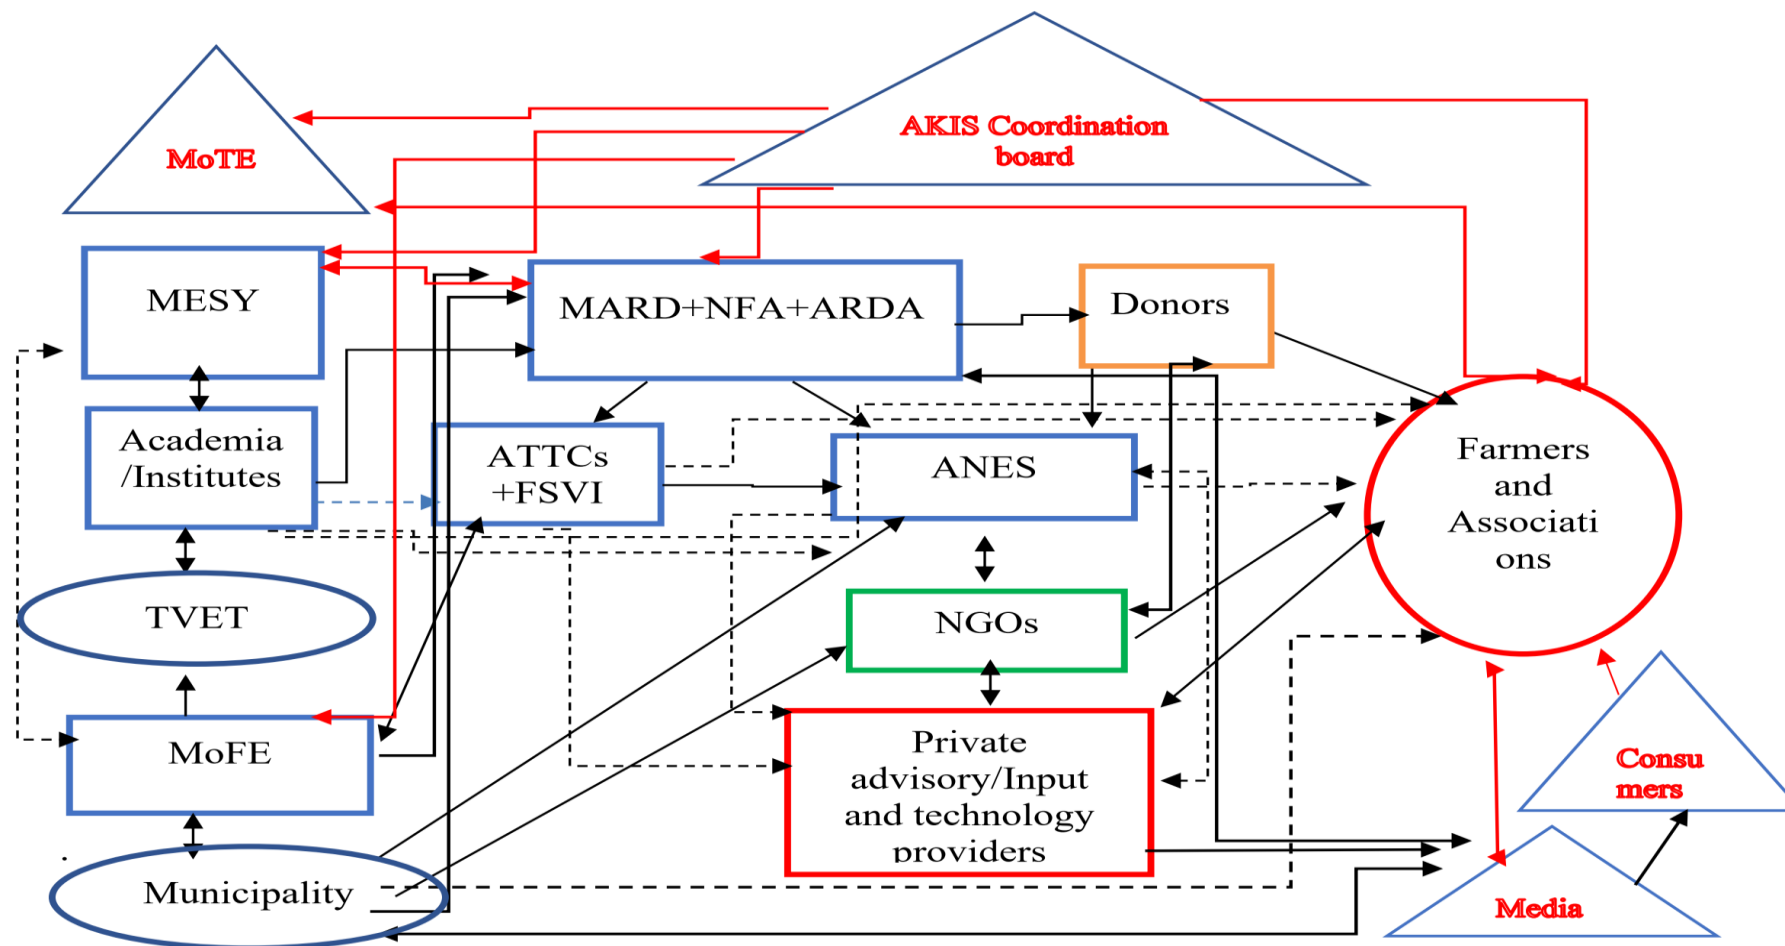 AKIS Coordination
board
MoTE
MESY
MARD+NFA+ARDA
Donors
Academia
/Institutes
ATTCs
+FSVI
ANES
Farmers
and
Associati
ons
TVET
NGOs
MoFE
Private
advisory/Input
and technology
providers
Consu
mers
Municipality
Media